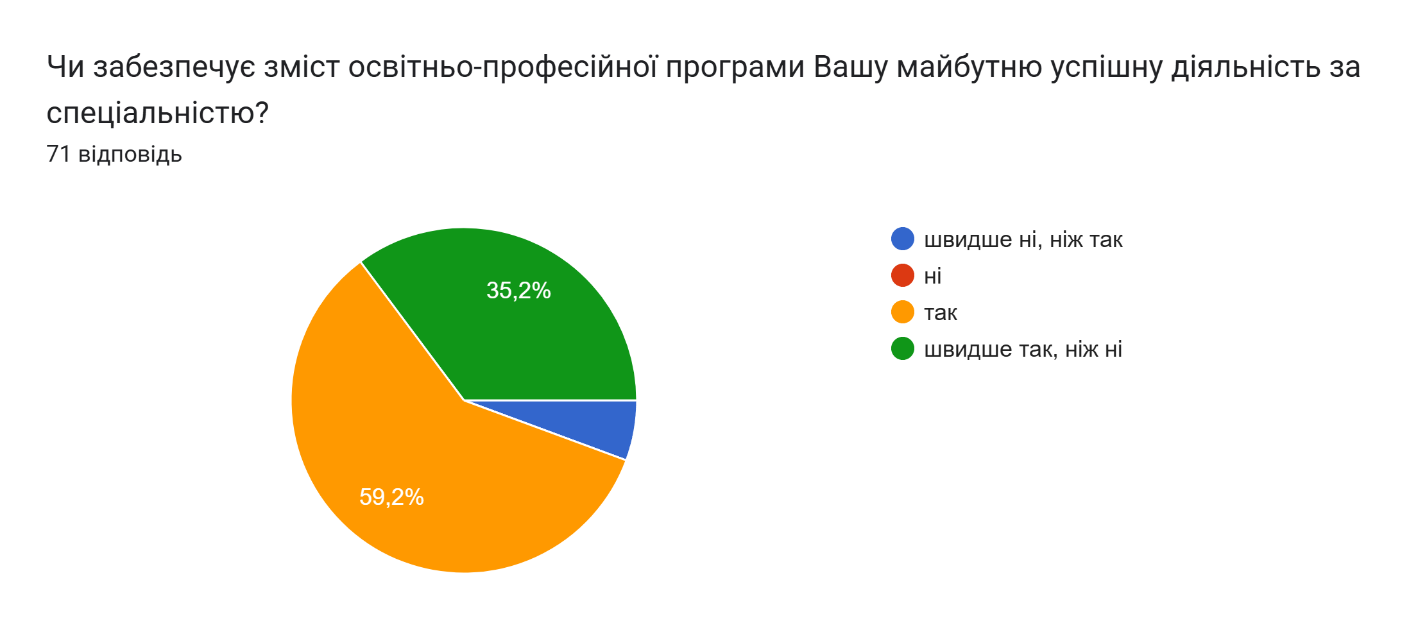 Чи забезпечує зміст освітньо-професійної програми Вашу майбутню успішну діяльність за
спеціальністю?
71 відповідь
35,2%
59,2%
швидше ні, ніж так
ні
так
швидше так, ніж ні